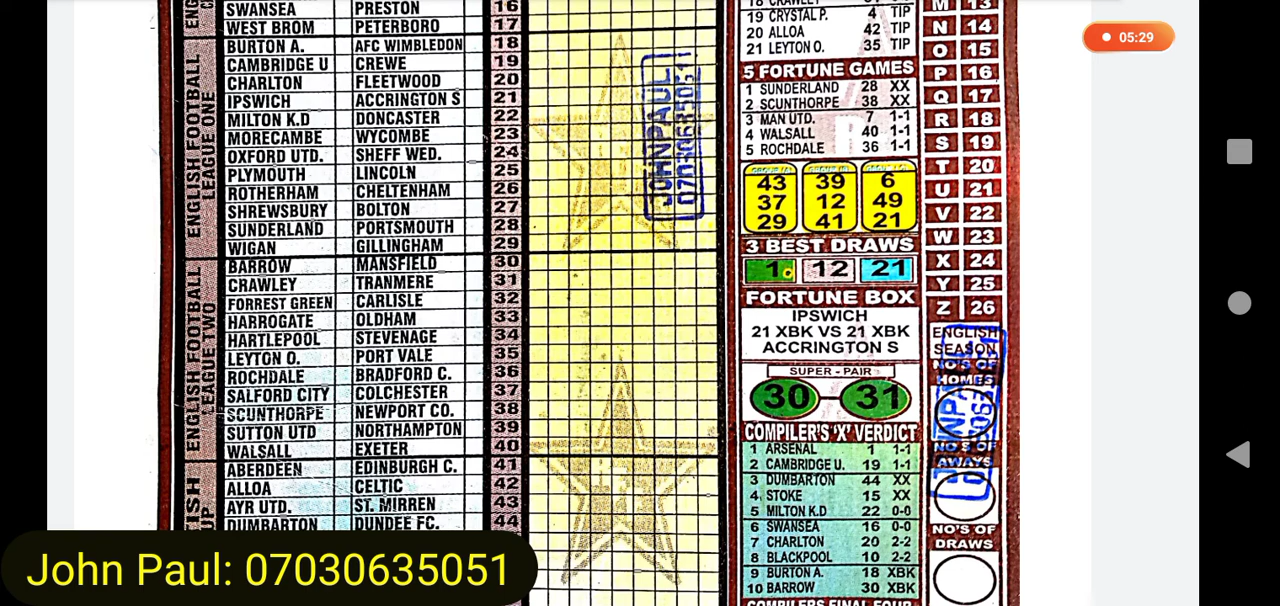 SWANSEA PRESTON 16
WEST BROM PETERBORO 17
ENGLISH FOOTBALL
LEAGUE ONE
BURTON A. AFC WIMBLEDON 18
CAMBRIDGE U CREWE 19
CHARLTON FLEETWOOD 20
IPSWICH ACCRINGTON S 21
MILTON K.D DONCASTER 22
MORECAMBE WYCOMBE 23
OXFORD UTD. SHEFF WED. 24
PLYMOUTH LINCOLN 25
ROTHERHAM CHELTENHAM 26
SHREWSBURY BOLTON 27
SUNDERLAND PORTSMOUTH 28
WIGAN GILLINGHAM 29
ENGLISH FOOTBALL
LEAGUE TWO
BARROW MANSFIELD 30
CRAWLEY TRANMERE 31
FORREST GREEN CARLISLE 32
HARROGATE OLDHAM 33
HARTLEPOOL STEVENAGE 34
LEYTON O. PORT VALE 35
ROCHDALE BRADFORD C. 36
SALFORD CITY COLCHESTER 37
SCUNTHORPE NEWPORT CO. 38
SUTTON UTD NORTHAMPTON 39
WALSALL EXETER 40
ABERDEEN EDINBURGH C. 41
ALLOA CELTIC 42
AYR UTD. ST. MIRREN 43
DUMBARTON DUNDEE FC. 44
JOHNPAUL
07030635051
19 CRYSTAL P. 4 TIP
20 ALLOA 42 TIP
21 LEYTON O. 35 TIP
5 FORTUNE GAMES
1 SUNDERLAND 28 XX
2 SCUNTHORPE 38 XX
3 MAN UTD. 7 1-1
4 WALSALL 40 1-1
5 ROCHDALE 36 1-1
43 39 6
37 12 49
29 41 21
3 BEST DRAWS
1 12 21
FORTUNE BOX
IPSWICH
21 XBK VS 21 XBK
ACCRINGTON S
SUPER - PAIR
30 - 31
COMPILER'S 'X' VERDICT
1 ARSENAL 1 1-1
2 CAMBRIDGE U. 19 1-1
3 DUMBARTON 44 XX
4 STOKE 15 XX
5 MILTON K.D 22 0-0
6 SWANSEA 16 0-0
7 CHARLTON 20 2-2
8 BLACKPOOL 10 2-2
9 BURTON A. 18 XBK
10 BARROW 30 XBK
COMPILERS FINAL FOUR
M 13
N 14
O 15
P 16
Q 17
R 18
S 19
T 20
U 21
V 22
W 23
X 24
Y 25
Z 26
ENGLISH
SEASON
NO'S OF
HOMES
AWAYS
NO'S OF
DRAWS
05:29
John Paul: 07030635051